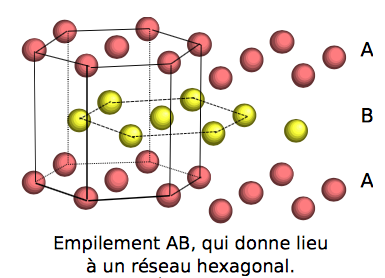 A
B
A
Empilement AB, qui donne lieu
à un réseau hexagonal.